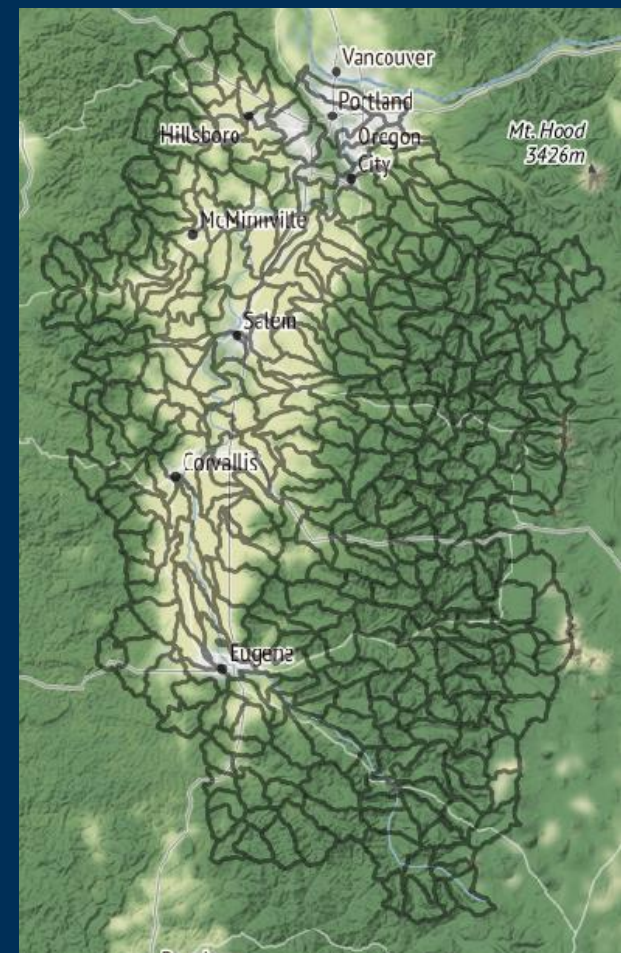 Vancouver
Portland
Hillsboro
Oregon
City
Mt. Hood
3426m
McMinnville
Salem
Corvallis
Eugene